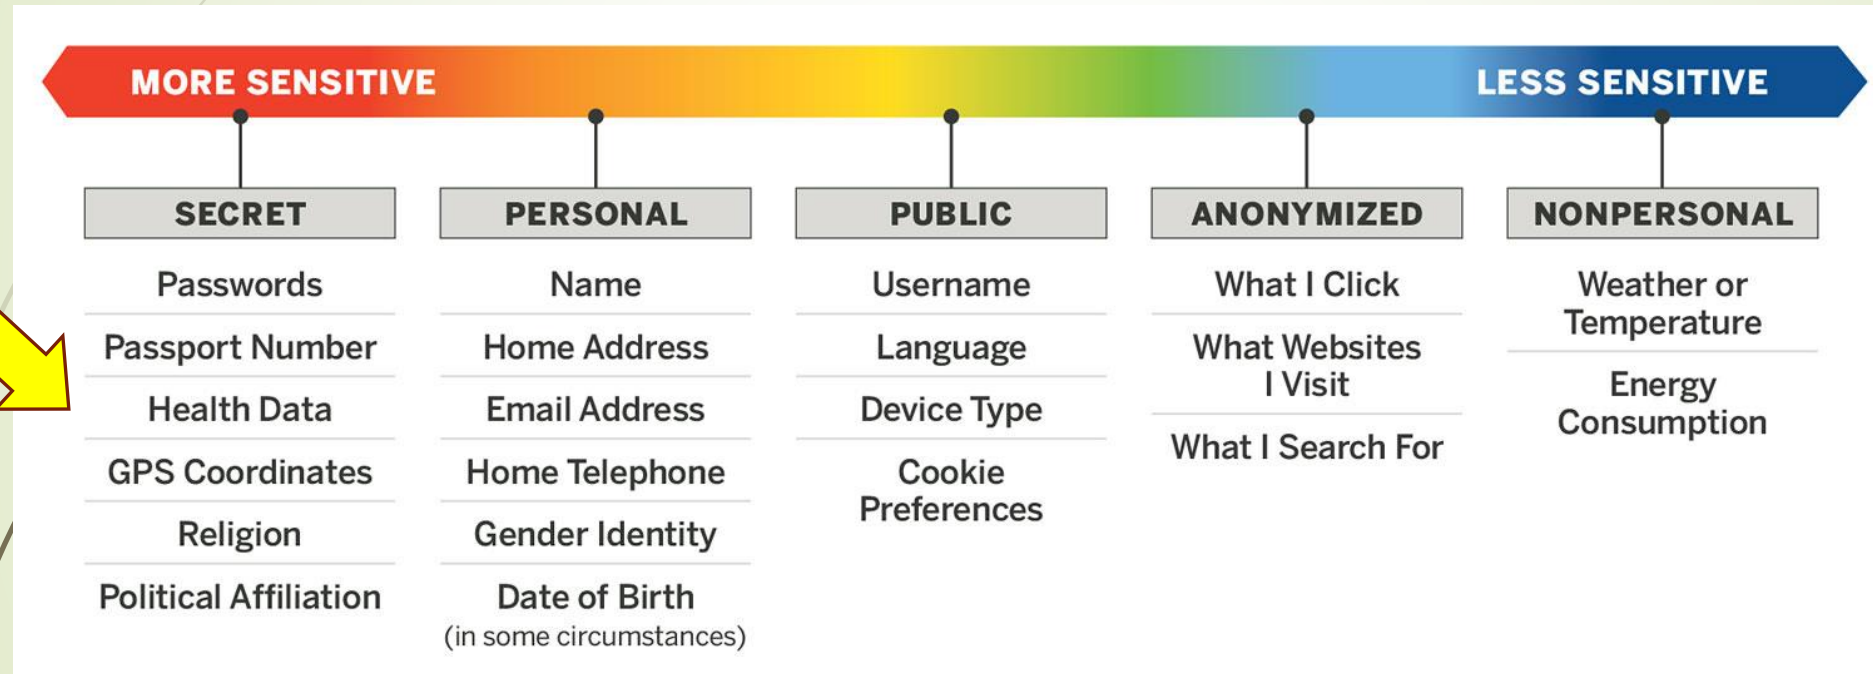 MORE SENSITIVE
LESS SENSITIVE
SECRET
Passwords
Passport Number
Health Data
GPS Coordinates
Religion
Political Affiliation
PERSONAL
Name
Home Address
Email Address
Home Telephone
Gender Identity
Date of Birth
(in some circumstances)
PUBLIC
Username
Language
Device Type
Cookie
Preferences
ANONYMIZED
What I Click
What Websites
I Visit
What I Search For
NONPERSONAL
Weather or
Temperature
Energy
Consumption